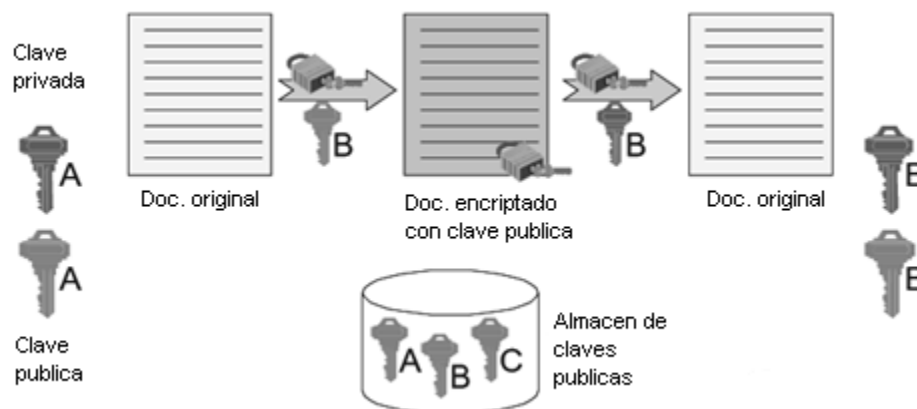 Clave
privada
A
A
Clave
publica
Doc. original
B
Doc. encriptado
con clave publica
B
Doc. original
B
B
A
B
C
Almacen de
claves
publicas